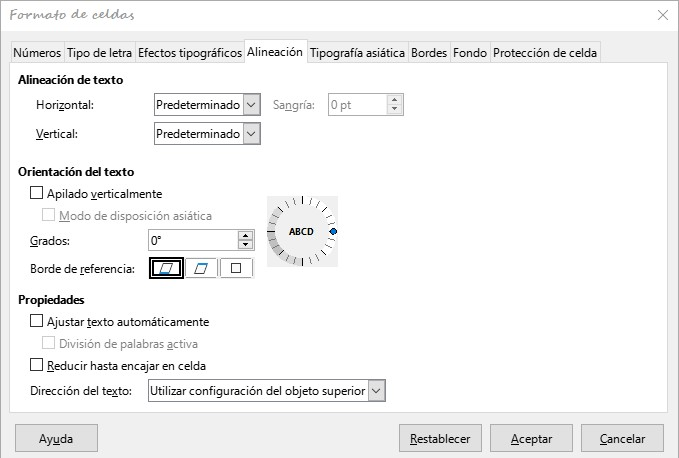 Formato de celdas
Números Tipo de letra Efectos tipográficos Alineación Tipografía asiática Bordes Fondo Protección de celda
Alineación de texto
Horizontal: Predeterminado Sangría: 0 pt
Vertical: Predeterminado
Orientación del texto
Apilado verticalmente
Modo de disposición asiática
ABCD
Grados: 0°
Borde de referencia:
Propiedades
Ajustar texto automáticamente
División de palabras activa
Reducir hasta encajar en celda
Dirección del texto: Utilizar configuración del objeto superior
Ayuda Restablecer Aceptar Cancelar